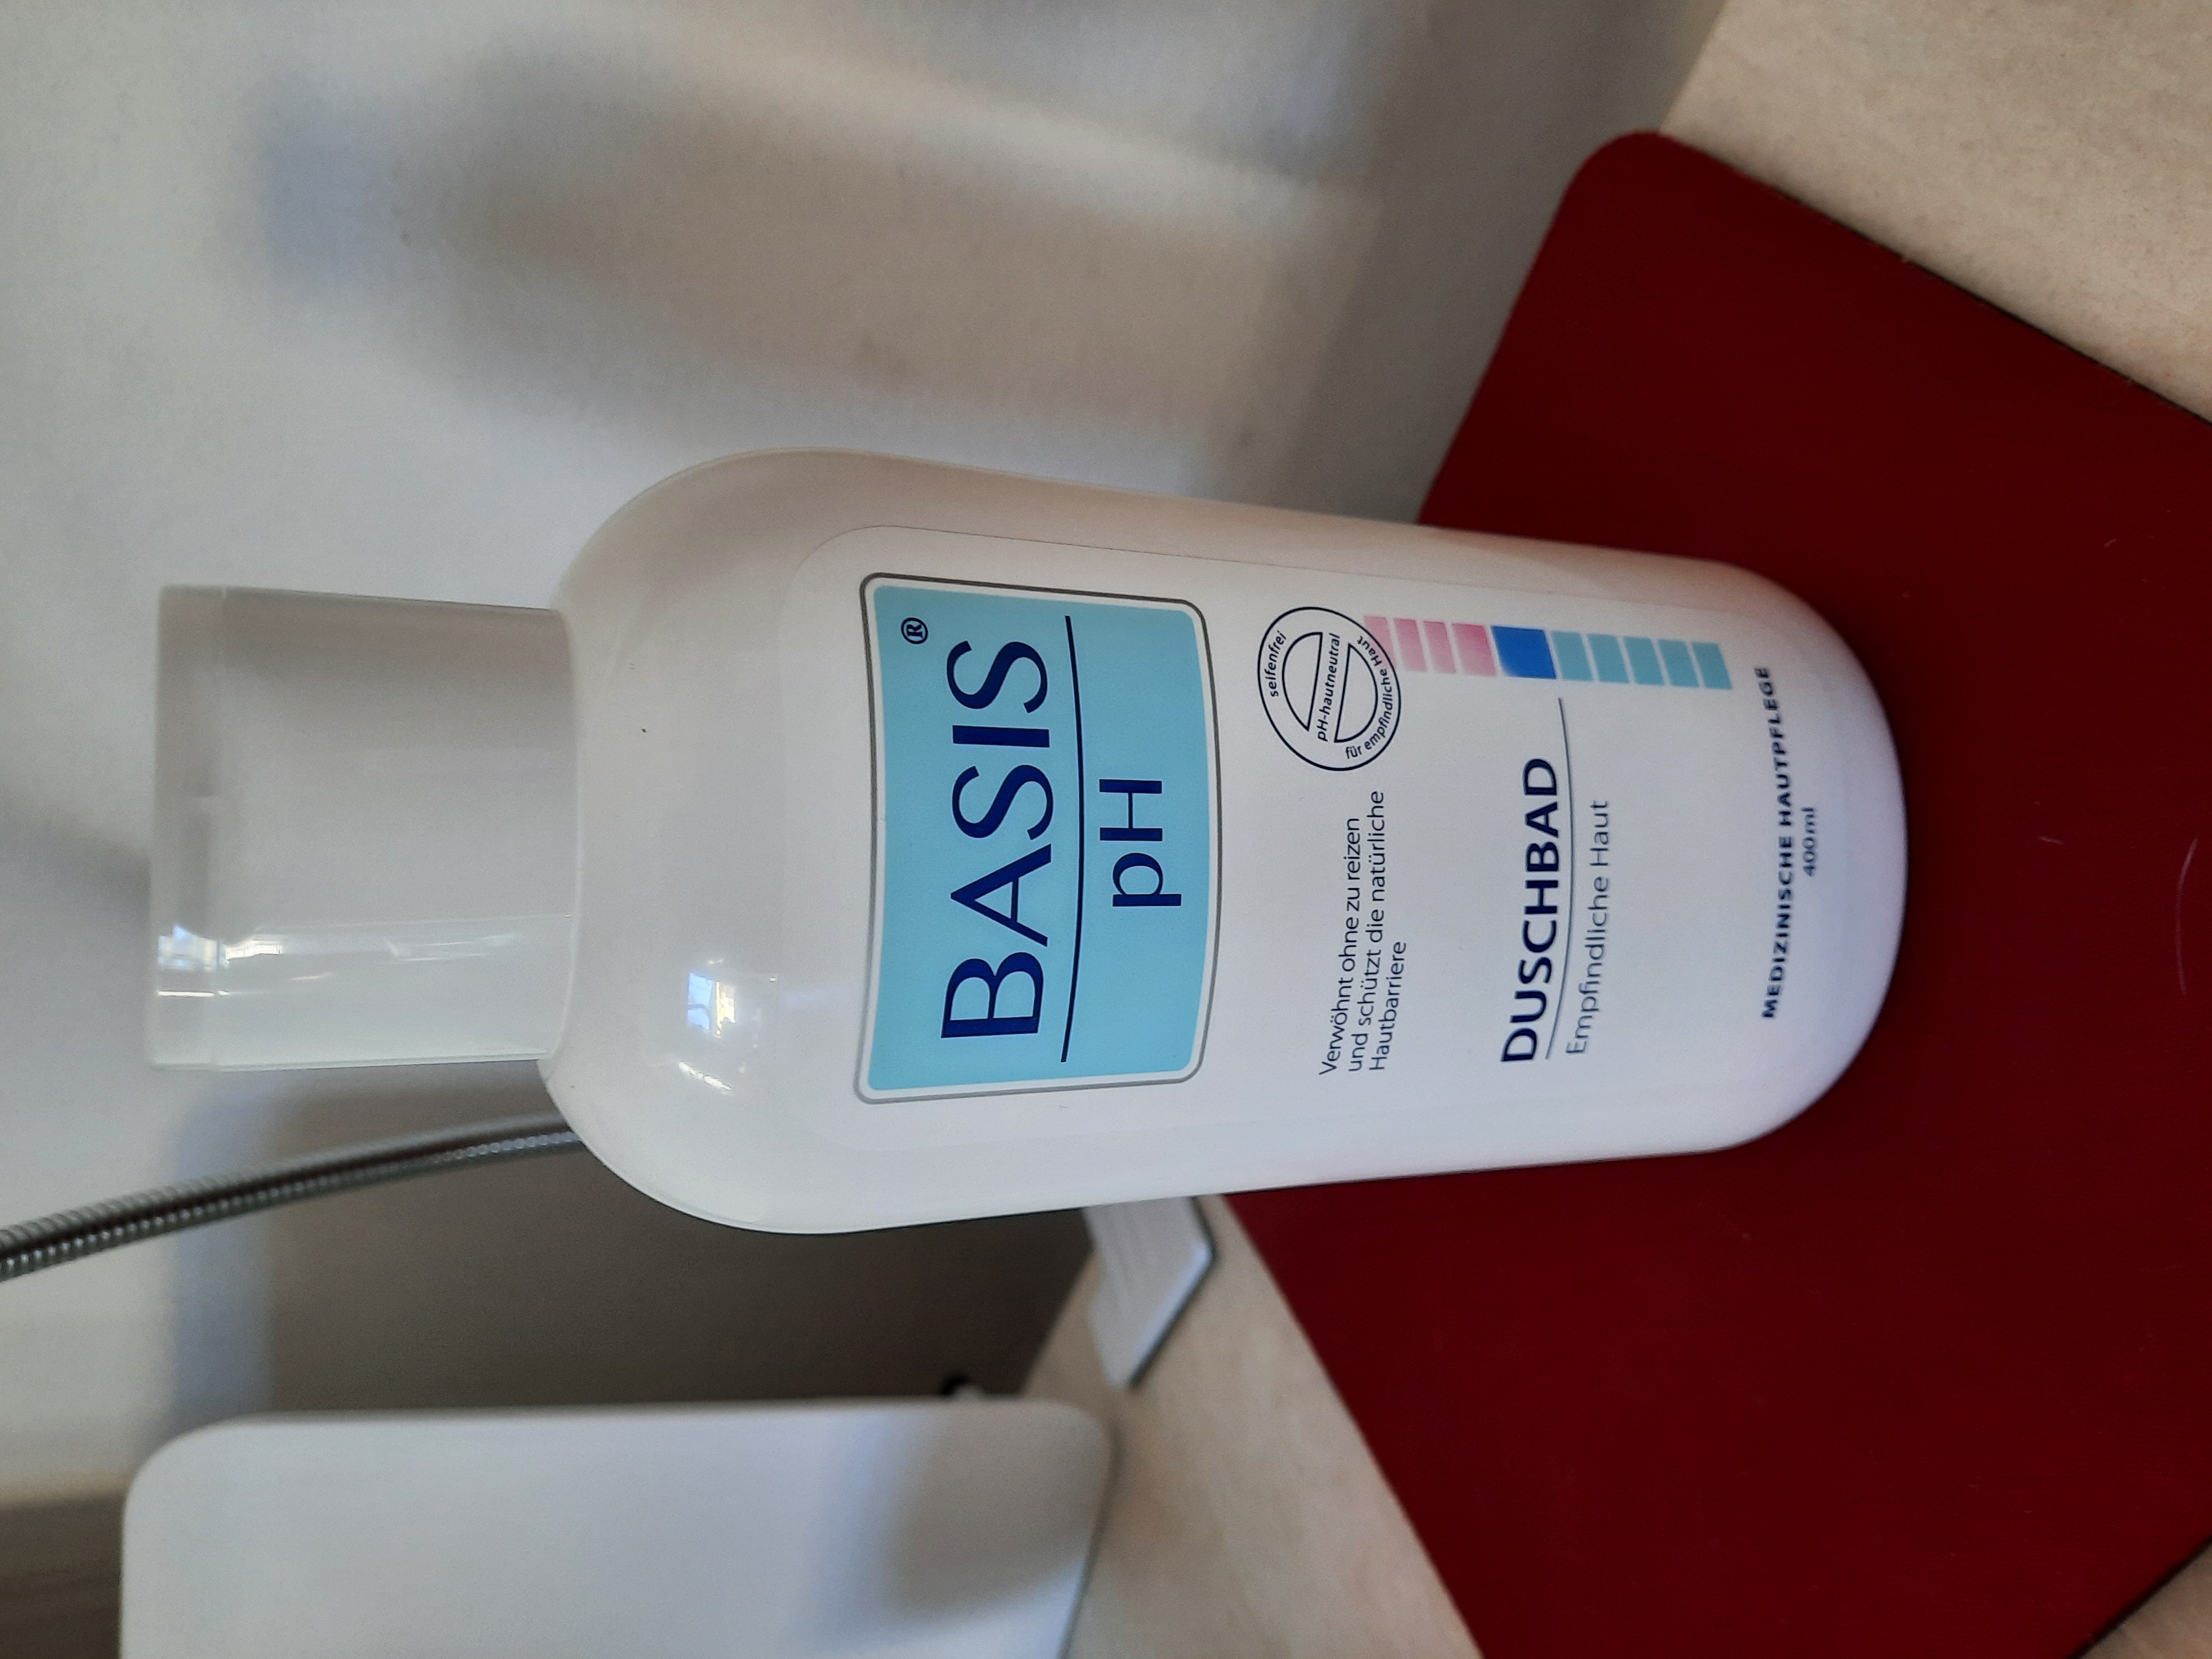 BASIS®
pH
seifenfrei
pH-hautneutral
für empfindliche Haut
Verwöhnt ohne zu reizen
und schützt die natürliche
Hautbarriere
DUSCHBAD
Empfindliche Haut
MEDIZINISCHE HAUTPFLEGE
400ml